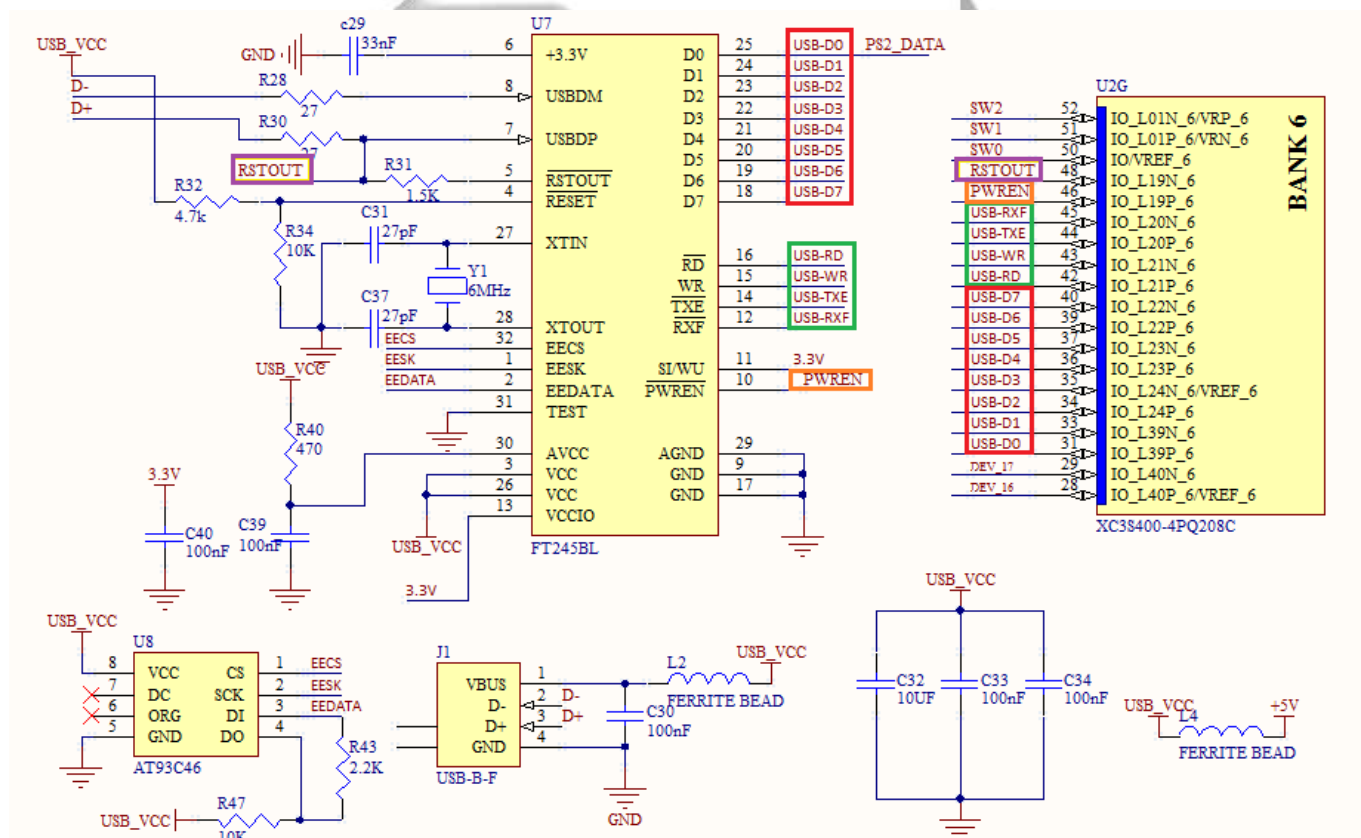 USB_VCC
c29
33nF
GND
D-
D+
R28
27
R30
27
RSTOUT
R31
1.5K
R32
4.7k
R34
10K
C31
27pF
Y1
6MHz
C37
27pF
EECS
EESK
EEDATA
USB_VCC
R40
470
3.3V
C40
100nF
C39
100nF
USB_VCC
3.3V
U7
6 +3.3V D0 25 USB-D0 PS2_DATA
D1 24 USB-D1
8 USBDM D2 23 USB-D2
D3 22 USB-D3
7 USBDP D4 21 USB-D4
D5 20 USB-D5
5 RSTOUT D6 19 USB-D6
4 RESET D7 18 USB-D7
27 XTIN
RD 16 USB-RD
WR 15 USB-WR
TXE 14 USB-TXE
28 XTOUT RXF 12 USB-RXF
32 EECS
1 EESK SI/WU 11 3.3V
2 EEDATA PWREN 10 PWREN
31 TEST
30 AVCC AGND 29
3 VCC GND 9
26 VCC GND 17
13 VCCIO
FT245BL
U2G
BANK 6
SW2 52 IO_L01N_6/VRP_6
SW1 51 IO_L01P_6/VRN_6
SW0 50 IO/VREF_6
RSTOUT 48 IO_L19N_6
PWREN 46 IO_L19P_6
USB-RXF 45 IO_L20N_6
USB-TXE 44 IO_L20P_6
USB-WR 43 IO_L21N_6
USB-RD 42 IO_L21P_6
USB-D7 40 IO_L22N_6
USB-D6 39 IO_L22P_6
USB-D5 37 IO_L23N_6
USB-D4 36 IO_L23P_6
USB-D3 35 IO_L24N_6/VREF_6
USB-D2 34 IO_L24P_6
USB-D1 33 IO_L39N_6
USB-D0 31 IO_L39P_6
DEV_17 29 IO_L40N_6
DEV_16 28 IO_L40P_6/VREF_6
XC3S400-4PQ208C
USB_VCC
U8
8 VCC CS 1 EECS
7 DC SCK 2 EESK
6 ORG DI 3 EEDATA
5 GND DO 4
AT93C46
R43
2.2K
R47
10K
USB_VCC
J1
VBUS 1
D- 2 D-
D+ 3 D+
GND 4
USB-B-F
L2
FERRITE BEAD
USB_VCC
C30
100nF
GND
USB_VCC
C32
10UF
C33
100nF
C34
100nF
USB_VCC
L4
+5V
FERRITE BEAD